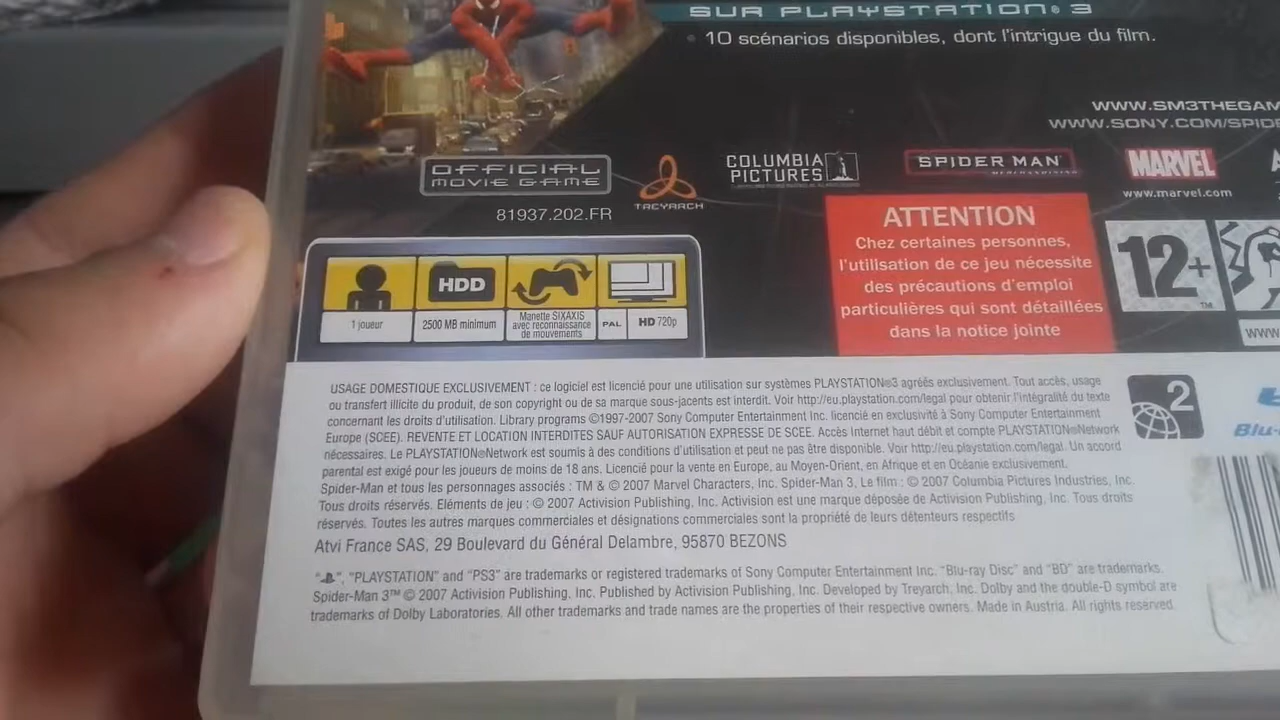 SUR PLAYSTATION® 3
• 10 scénarios disponibles, dont l'intrigue du film.
WWW.SM3THEGAM
WWW.SONY.COM/SPID
OFFICIAL
MOVIE GAME
TREYARCH
COLUMBIA
PICTURES
SPIDER MAN
MERCHANDISING
MARVEL
www.marvel.com
81937.202.FR
ATTENTION
Chez certaines personnes,
l'utilisation de ce jeu nécessite
des précautions d'emploi
particulières qui sont détaillées
dans la notice jointe
12+
TM
WWW
HDD
1 joueur
2500 MB minimum
Manette SIXAXIS
avec reconnaissance
de mouvements
PAL
HD 720p
USAGE DOMESTIQUE EXCLUSIVEMENT : ce logiciel est licencié pour une utilisation sur systèmes PLAYSTATION®3 agréés exclusivement. Tout accès, usage
ou transfert illicite du produit, de son copyright ou de sa marque sous-jacents est interdit. Voir http://eu.playstation.com/legal pour obtenir l'intégralité du texte
concernant les droits d'utilisation. Library programs ©1997-2007 Sony Computer Entertainment Inc. licencié en exclusivité à Sony Computer Entertainment
Europe (SCEE). REVENTE ET LOCATION INTERDITES SAUF AUTORISATION EXPRESSE DE SCEE. Accès Internet haut débit et compte PLAYSTATION®Network
nécessaires. Le PLAYSTATION®Network est soumis à des conditions d'utilisation et peut ne pas être disponible. Voir http://eu.playstation.com/legal. Un accord
parental est exigé pour les joueurs de moins de 18 ans. Licencié pour la vente en Europe, au Moyen-Orient, en Afrique et en Océanie exclusivement.
Spider-Man et tous les personnages associés : TM & © 2007 Marvel Characters, Inc. Spider-Man 3, Le film : © 2007 Columbia Pictures Industries, Inc.
Tous droits réservés. Eléments de jeu : © 2007 Activision Publishing, Inc. Activision est une marque déposée de Activision Publishing, Inc. Tous droits
réservés. Toutes les autres marques commerciales et désignations commerciales sont la propriété de leurs détenteurs respectifs
Atvi France SAS, 29 Boulevard du Général Delambre, 95870 BEZONS
2
Blu-
"", "PLAYSTATION" and "PS3" are trademarks or registered trademarks of Sony Computer Entertainment Inc. "Blu-ray Disc" and "BD" are trademarks.
Spider-Man 3™ © 2007 Activision Publishing, Inc. Published by Activision Publishing, Inc. Developed by Treyarch, Inc. Dolby and the double-D symbol are
trademarks of Dolby Laboratories. All other trademarks and trade names are the properties of their respective owners. Made in Austria. All rights reserved.